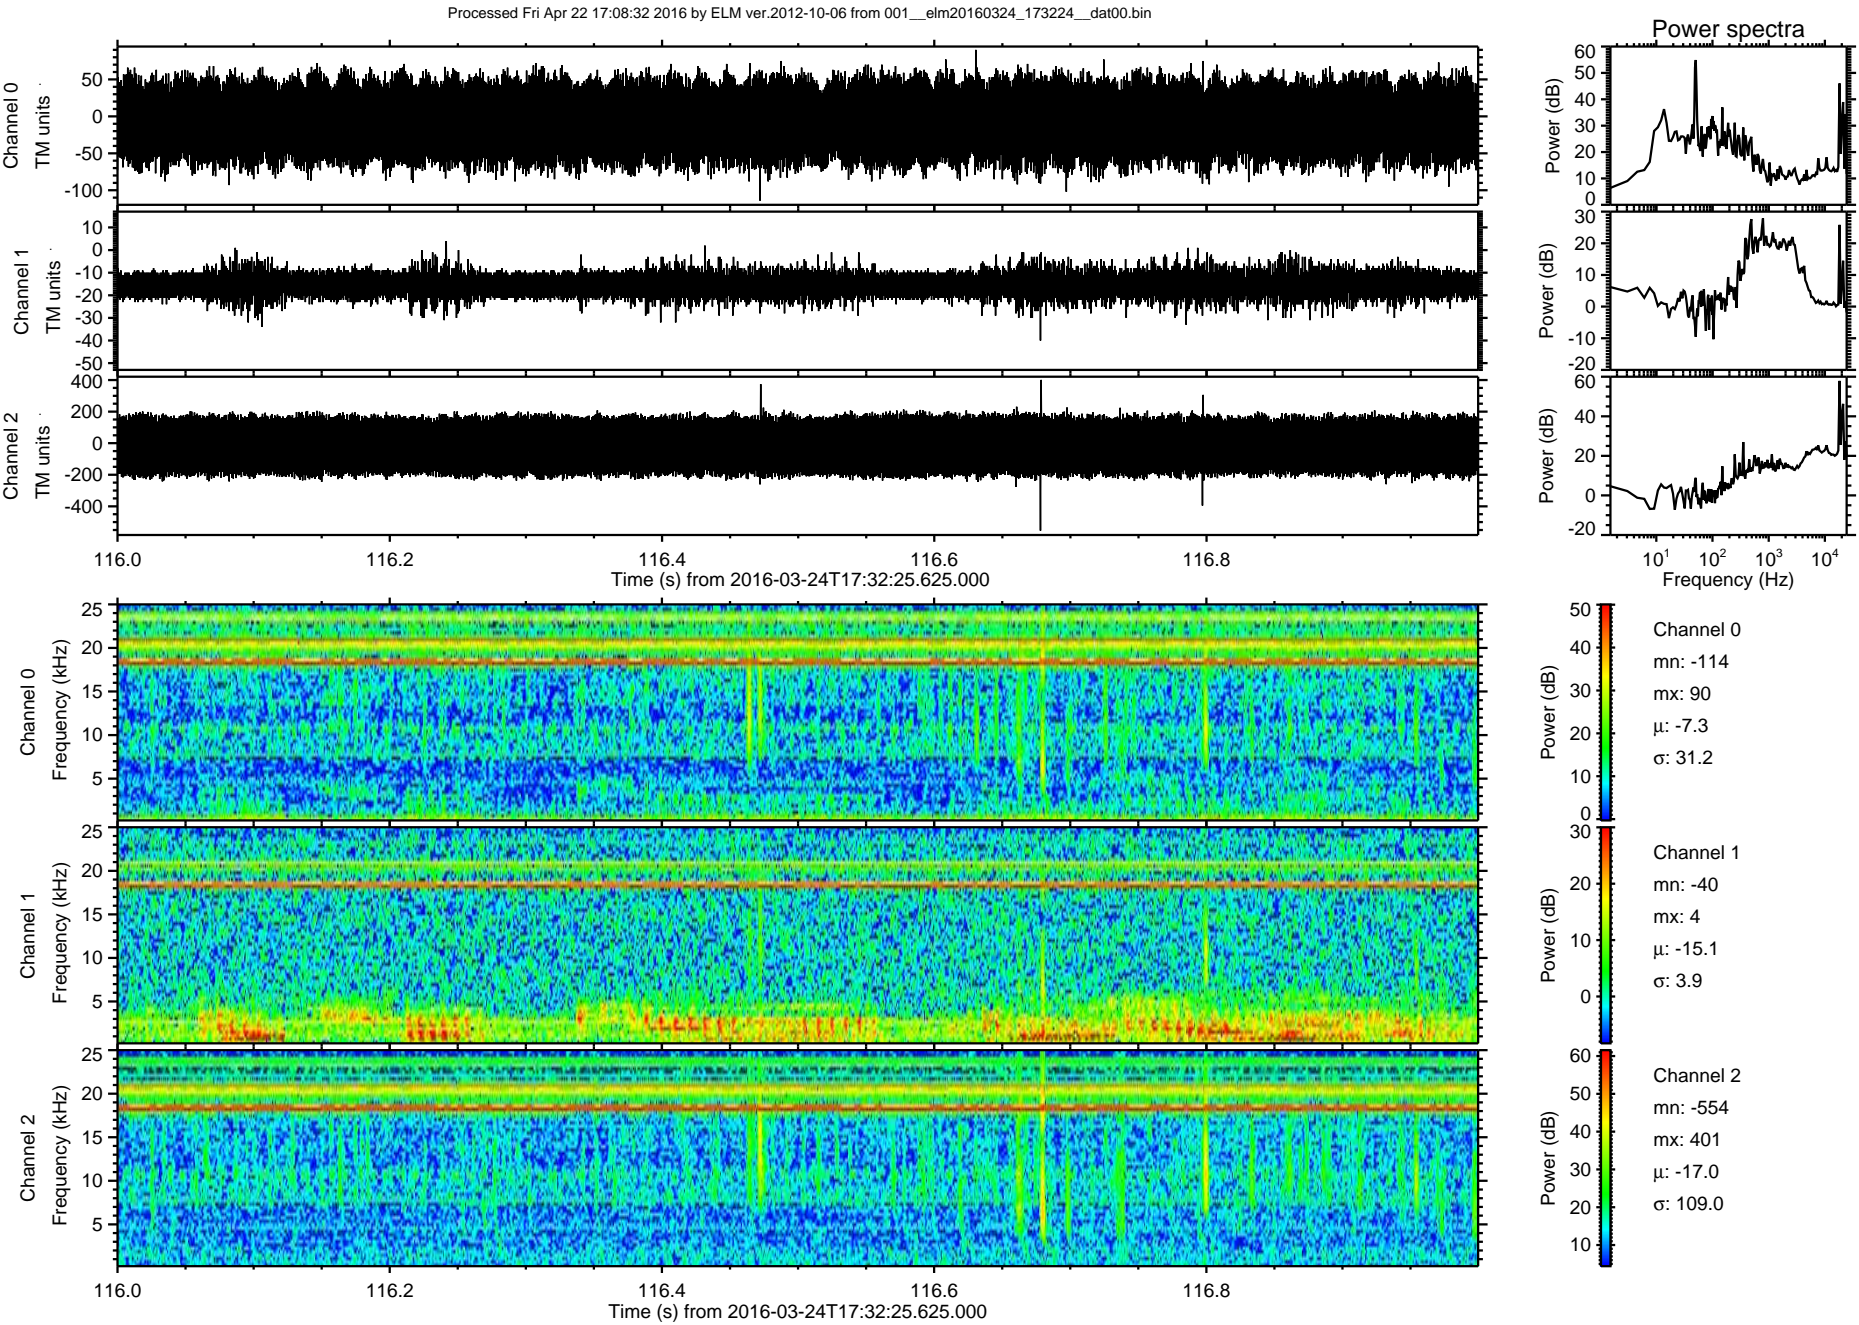 Processed Fri Apr 22 17:08:32 2016 by ELM ver.2012-10-06 from 001__elm20160324_173224__dat00.bin
Power spectra
Channel 0
TM units
50
0
-50
-100
Power (dB)
60
50
40
30
20
10
0
Channel 1
TM units
10
0
-10
-20
-30
-40
-50
Power (dB)
30
20
10
0
-10
-20
Channel 2
TM units
400
200
0
-200
-400
Power (dB)
60
40
20
0
-20
116.0 116.2 116.4 116.6 116.8
Time (s) from 2016-03-24T17:32:25.625.000
10¹ 10² 10³ 10⁴
Frequency (Hz)
Channel 0
Frequency (kHz)
25
20
15
10
5
Power (dB)
50
40
30
20
10
0
Channel 0
mn: -114
mx: 90
μ: -7.3
σ: 31.2
Channel 1
Frequency (kHz)
25
20
15
10
5
Power (dB)
30
20
10
0
Channel 1
mn: -40
mx: 4
μ: -15.1
σ: 3.9
Channel 2
Frequency (kHz)
25
20
15
10
5
Power (dB)
60
50
40
30
20
10
Channel 2
mn: -554
mx: 401
μ: -17.0
σ: 109.0
116.0 116.2 116.4 116.6 116.8
Time (s) from 2016-03-24T17:32:25.625.000